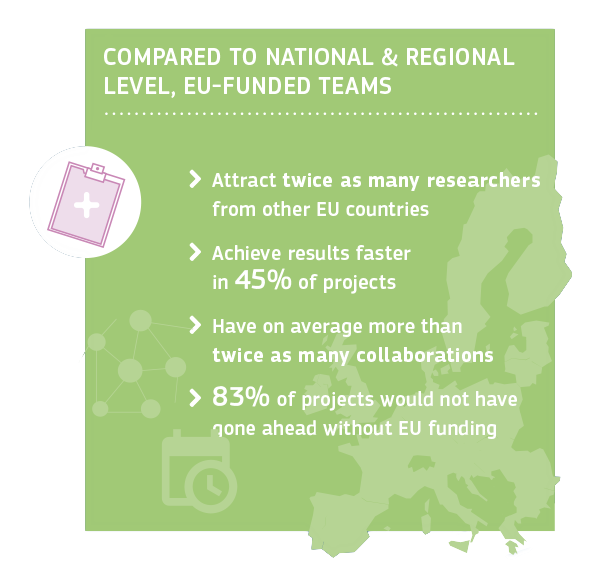 COMPARED TO NATIONAL & REGIONAL
LEVEL, EU-FUNDED TEAMS
Attract twice as many researchers
from other EU countries
Achieve results faster
in 45% of projects
Have on average more than
twice as many collaborations
83% of projects would not have
gone ahead without EU funding